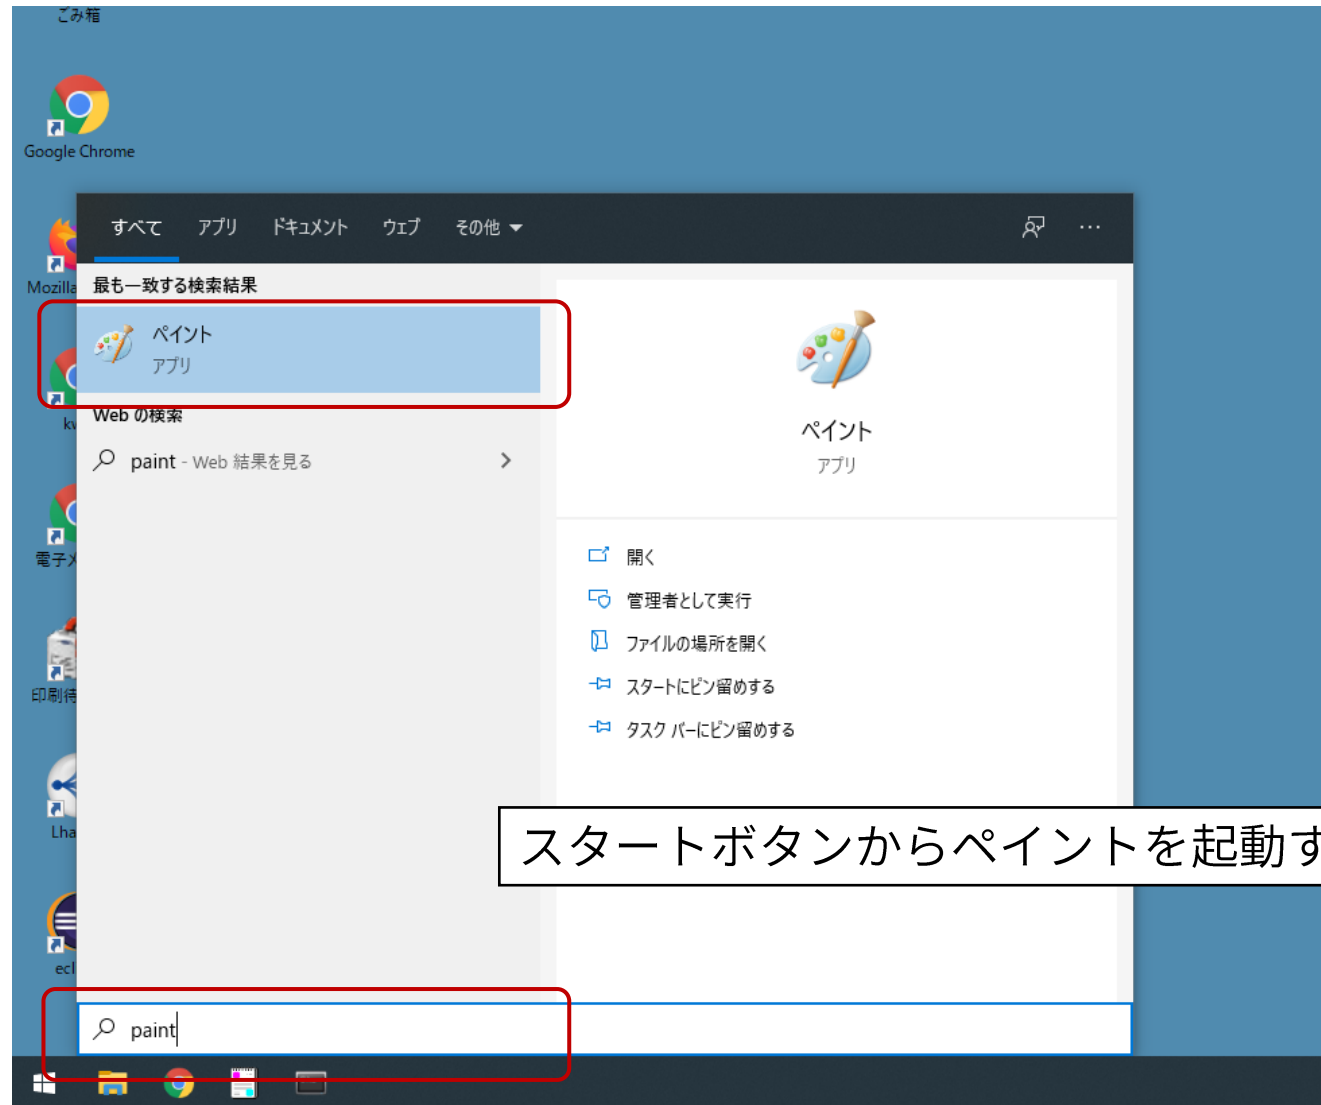 ごみ箱
Google Chrome
すべて アプリ ドキュメント ウェブ その他
Mozilla
最も一致する検索結果
ペイント
アプリ
Web の検索
paint - Web 結果を見る
ペイント
アプリ
電子メ
開く
管理者として実行
ファイルの場所を開く
スタートにピン留めする
タスク バーにピン留めする
印刷待
Lha
スタートボタンからペイントを起動す
ecl
paint